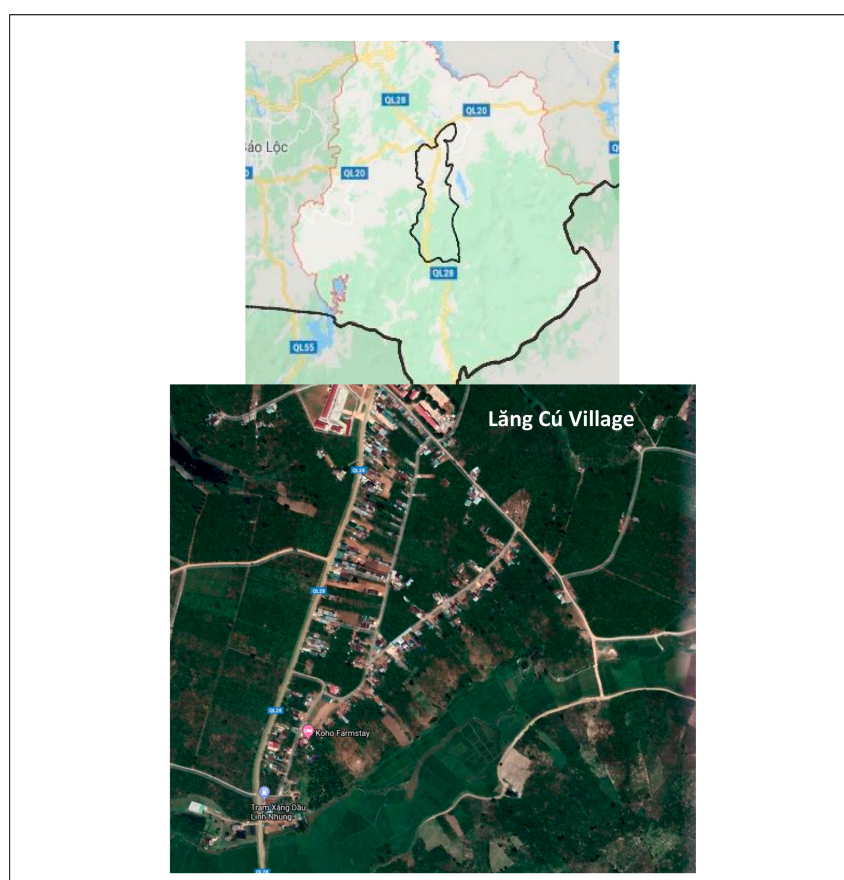 QL28
QL20
Bảo Lộc
QL20
QL28
QL55
Lăng Cú Village
QL28
QL28
QL28
Koho Farmstay
Trạm Xăng Dầu
Linh Nhung
QL28